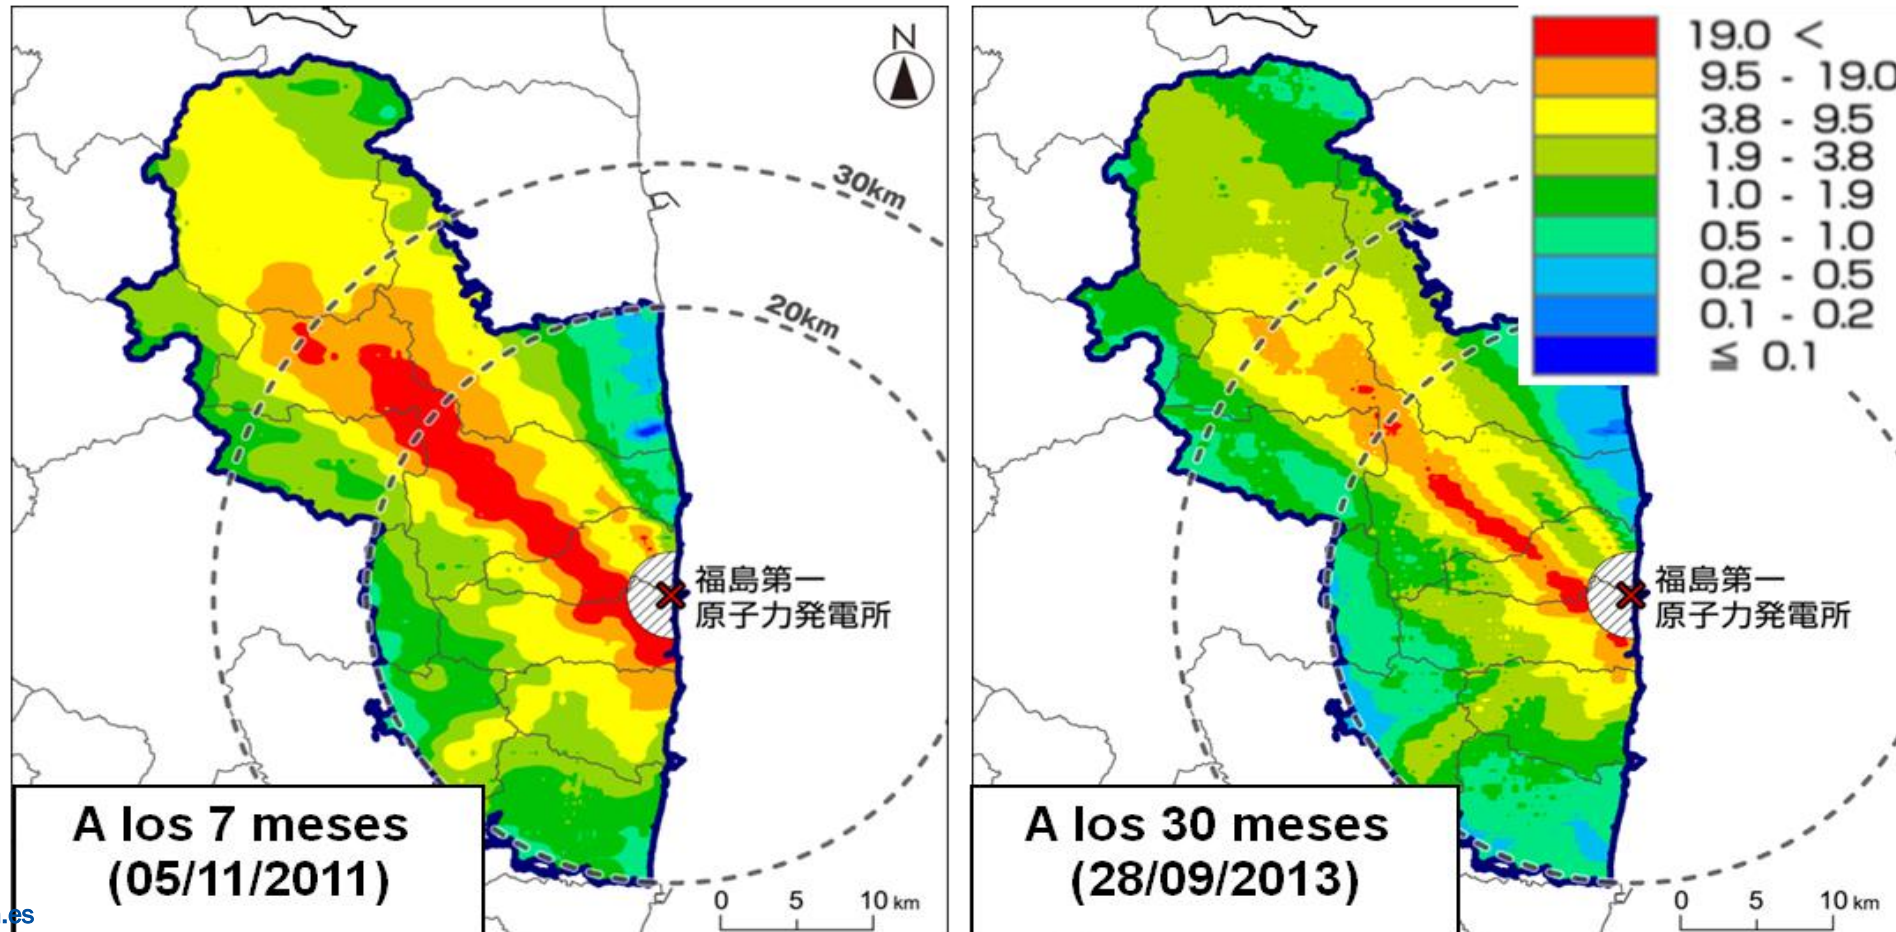 N
30km
20km
福島第一
原子力発電所
A los 7 meses
(05/11/2011)
0 5 10 km
.es
19.0 <
9.5 - 19.0
3.8 - 9.5
1.9 - 3.8
1.0 - 1.9
0.5 - 1.0
0.2 - 0.5
0.1 - 0.2
≦ 0.1
福島第一
原子力発電所
A los 30 meses
(28/09/2013)
0 5 10 km